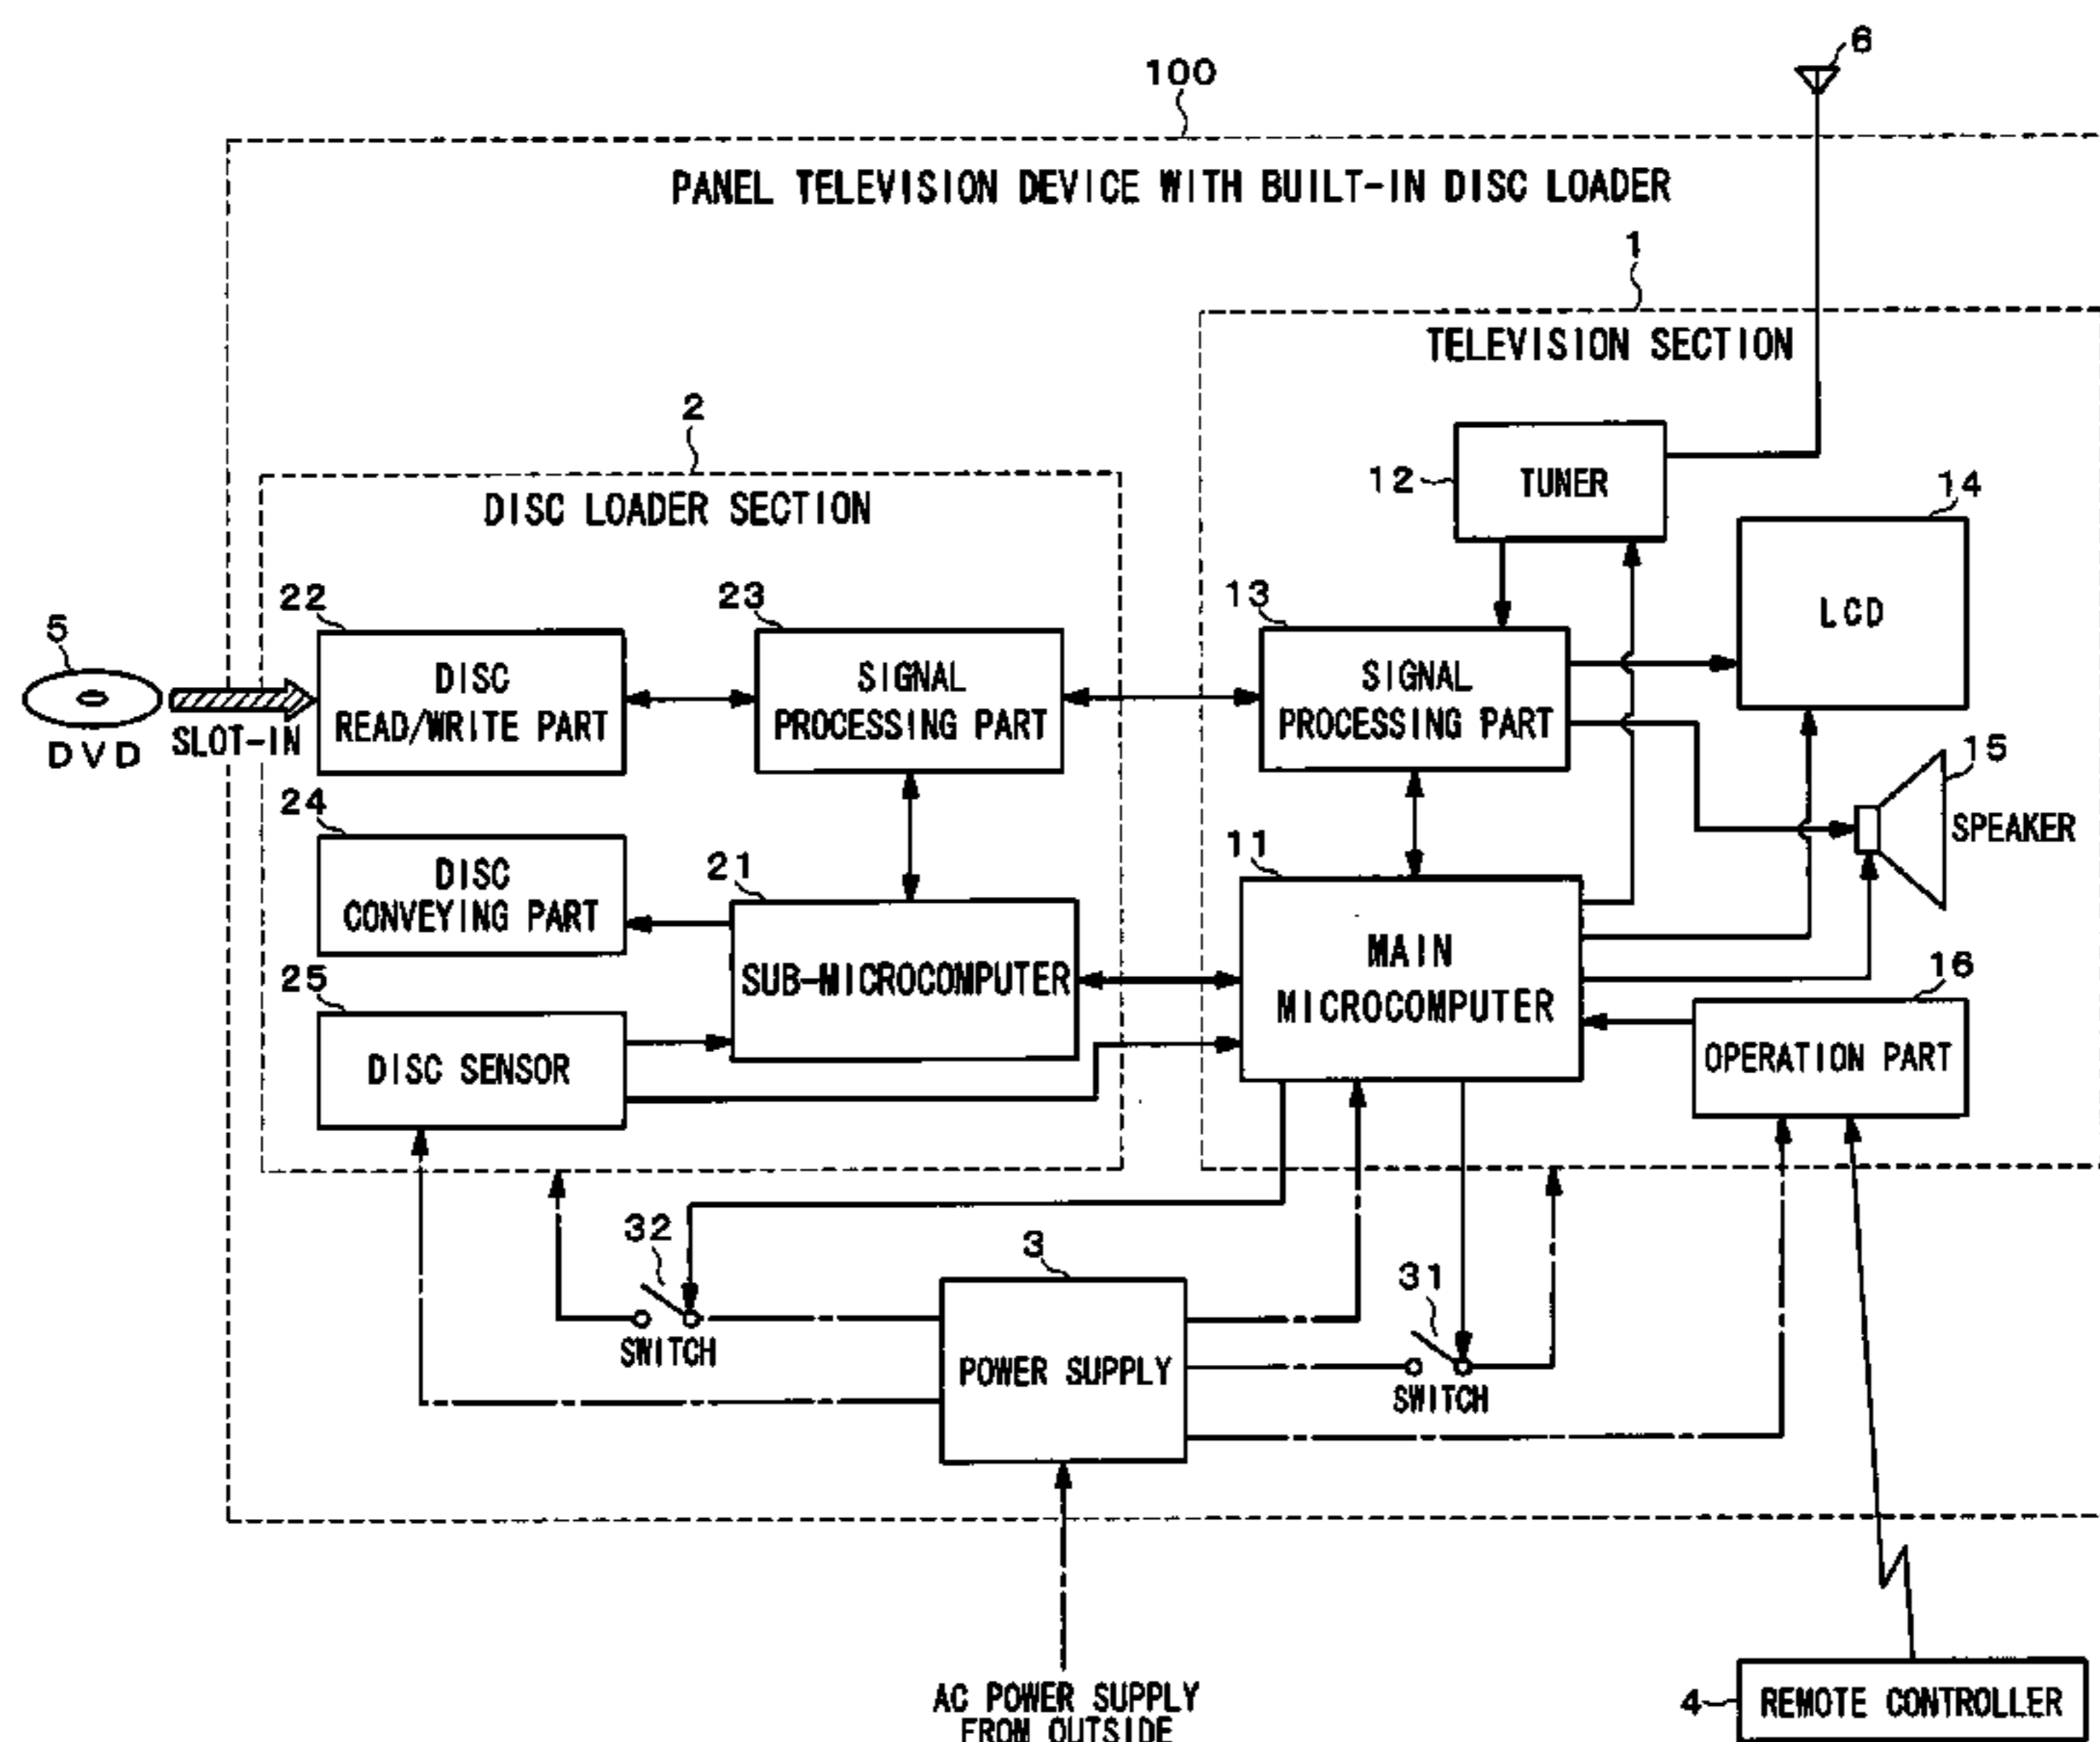 6
100
PANEL TELEVISION DEVICE WITH BUILT-IN DISC LOADER
1
TELEVISION SECTION
2
DISC LOADER SECTION
12
TUNER
14
LCD
22
DISC
READ/WRITE PART
23
SIGNAL
PROCESSING PART
13
SIGNAL
PROCESSING PART
5
DVD
SLOT-IN
15
SPEAKER
24
DISC
CONVEYING PART
21
SUB-MICROCOMPUTER
11
MAIN
MICROCOMPUTER
25
DISC SENSOR
16
OPERATION PART
32
SWITCH
3
POWER SUPPLY
31
SWITCH
AC POWER SUPPLY
FROM OUTSIDE
4
REMOTE CONTROLLER